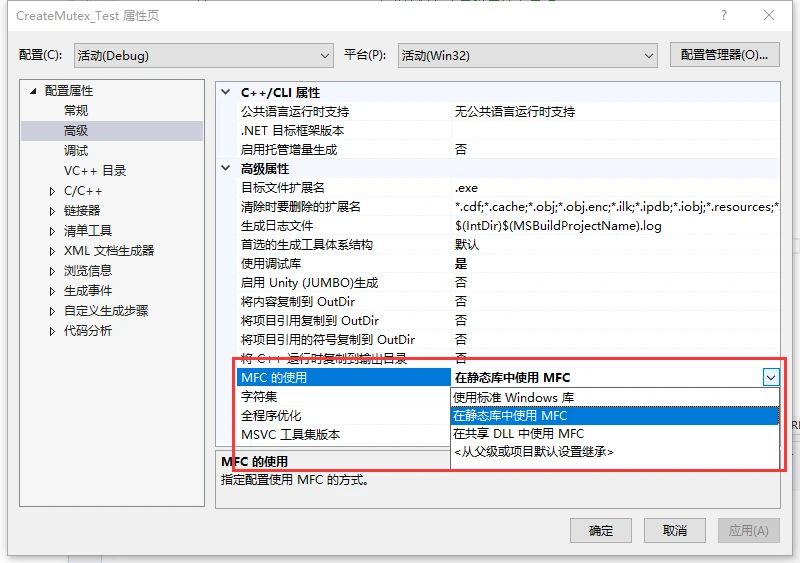 CreateMutex_Test 属性页
配置(C): 活动(Debug) 平台(P): 活动(Win32) 配置管理器(O)...
配置属性
常规
高级
调试
VC++ 目录
C/C++
链接器
清单工具
XML 文档生成器
浏览信息
生成事件
自定义生成步骤
代码分析
C++/CLI 属性
公共语言运行时支持 无公共语言运行时支持
.NET 目标框架版本
启用托管增量生成 否
高级属性
目标文件扩展名 .exe
清除时要删除的扩展名 *.cdf;*.cache;*.obj;*.obj.enc;*.ilk;*.ipdb;*.iobj;*.resources;*.
生成日志文件 $(IntDir)$(MSBuildProjectName).log
首选的生成工具体系结构 默认
使用调试库 是
启用 Unity (JUMBO)生成 否
将内容复制到 OutDir 否
将项目引用复制到 OutDir 否
将项目引用的符号复制到 OutDir 否
将 C++ 运行时复制到输出目录 否
MFC 的使用 在静态库中使用 MFC
字符集 使用标准 Windows 库
全程序优化 在静态库中使用 MFC
MSVC 工具集版本 在共享 DLL 中使用 MFC
<从父级或项目默认设置继承>
MFC 的使用
指定配置使用 MFC 的方式。
确定 取消 应用(A)